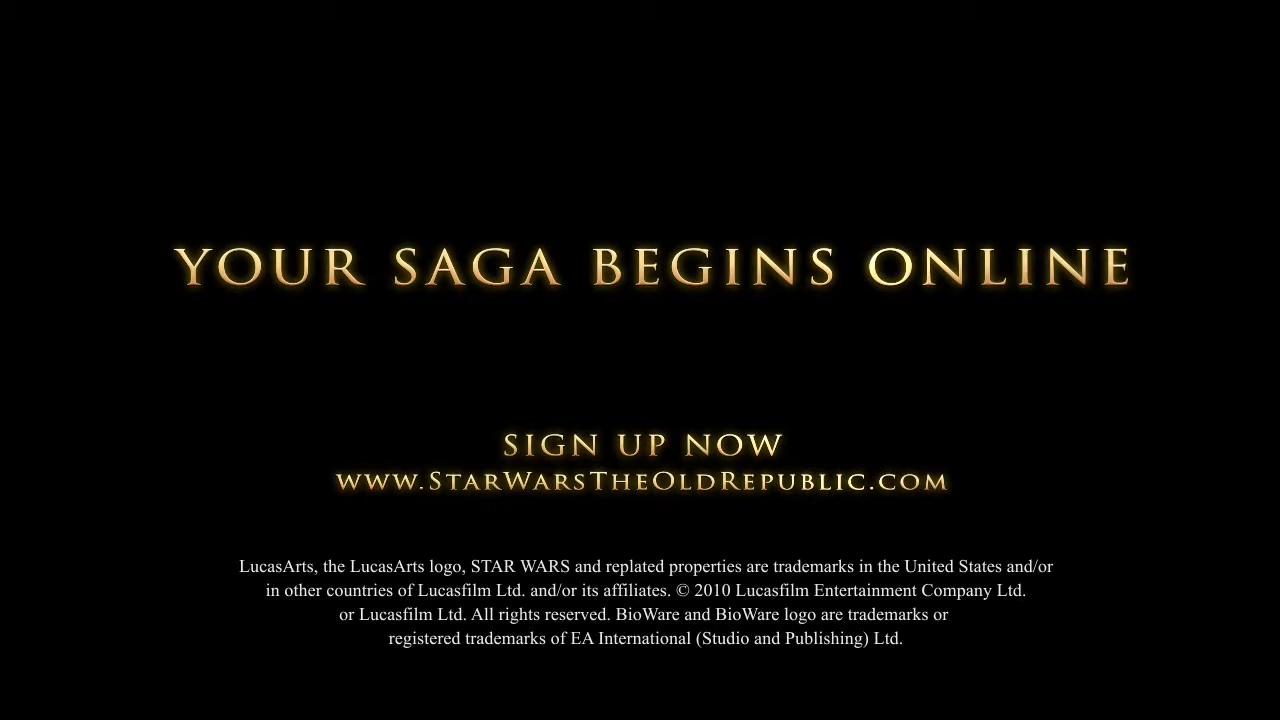 YOUR SAGA BEGINS ONLINE
SIGN UP NOW
WWW.STARWARSTHEOLDREPUBLIC.COM
LucasArts, the LucasArts logo, STAR WARS and replated properties are trademarks in the United States and/or
in other countries of Lucasfilm Ltd. and/or its affiliates. © 2010 Lucasfilm Entertainment Company Ltd.
or Lucasfilm Ltd. All rights reserved. BioWare and BioWare logo are trademarks or
registered trademarks of EA International (Studio and Publishing) Ltd.